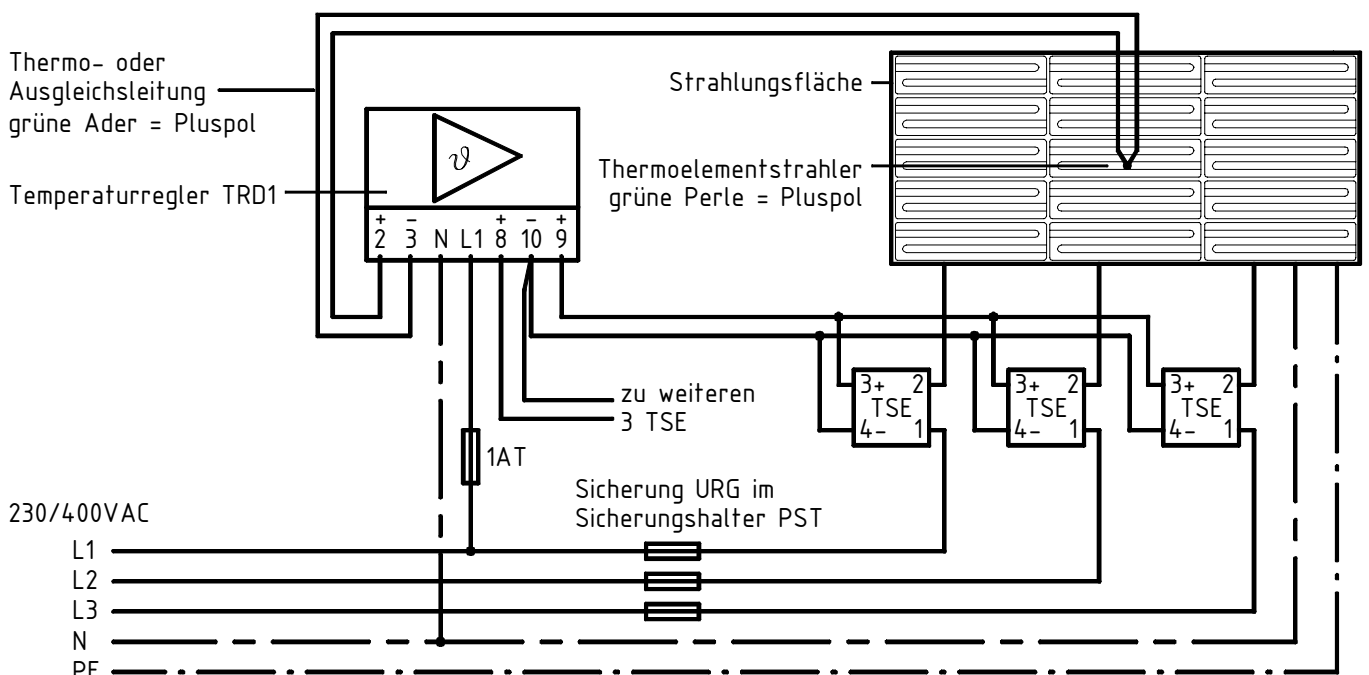 Thermo- oder
Ausgleichsleitung
grüne Ader = Pluspol
Temperaturregler TRD1
ϑ
+ - + - +
2 3 N L1 8 10 9
Strahlungsfläche
Thermoelementstrahler
grüne Perle = Pluspol
3+ 2
TSE
4- 1
3+ 2
TSE
4- 1
3+ 2
TSE
4- 1
zu weiteren
3 TSE
1AT
Sicherung URG im
Sicherungshalter PST
230/400VAC
L1
L2
L3
N
PE